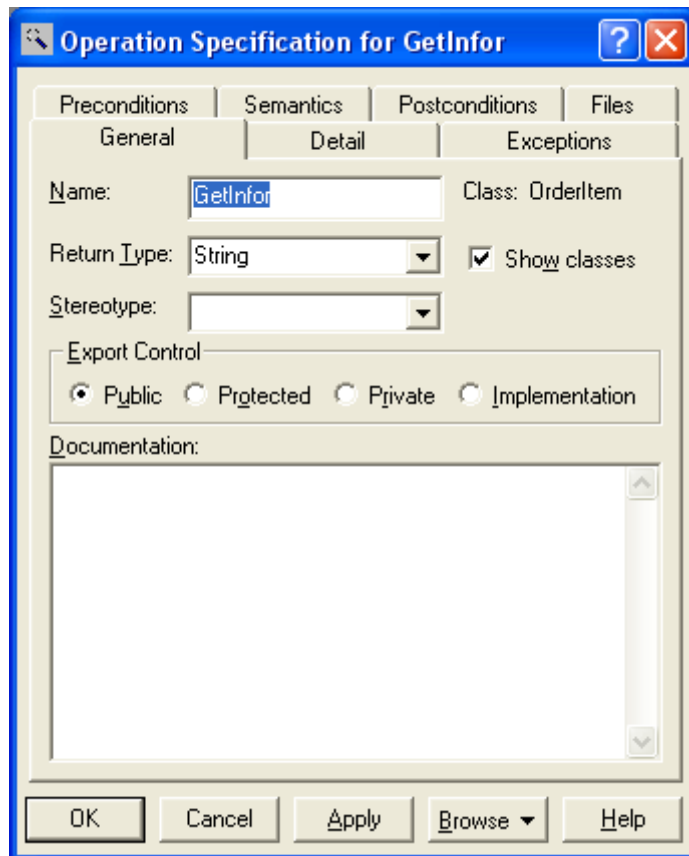 Operation Specification for GetInfor
Preconditions Semantics Postconditions Files
General Detail Exceptions
Name: GetInfor Class: OrderItem
Return Type: String Show classes
Stereotype:
Export Control
Public Protected Private Implementation
Documentation:
OK Cancel Apply Browse Help